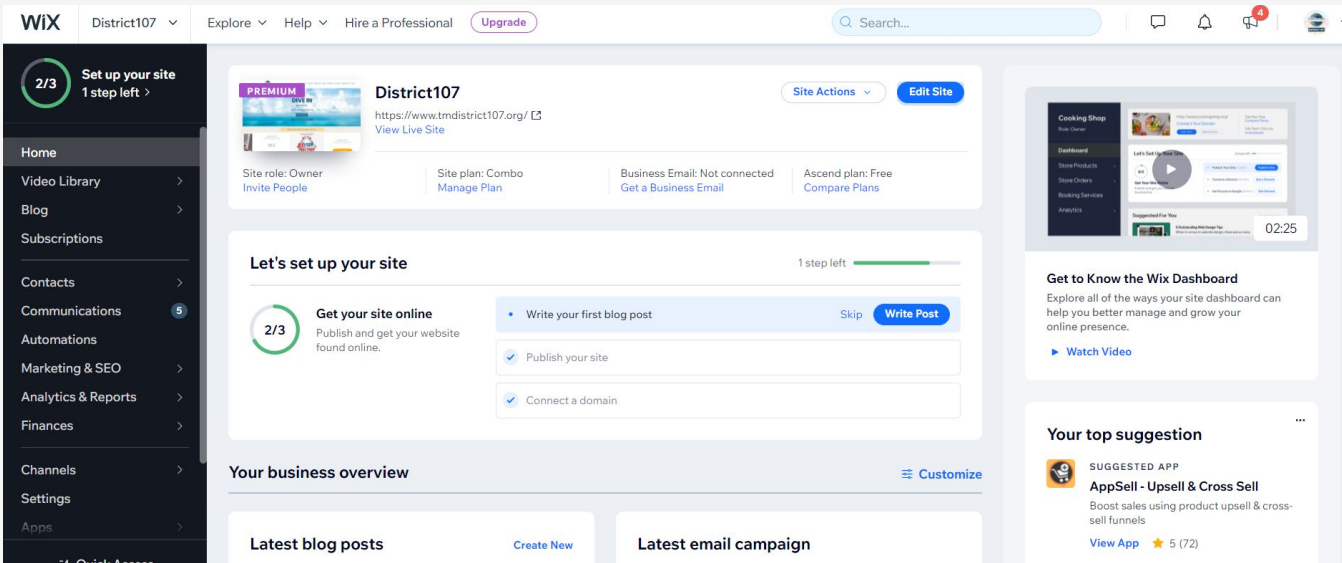 WiX
District107
Explore
Help
Hire a Professional
Upgrade
Search...
4
2/3
Set up your site
1 step left >
Home
Video Library
Blog
Subscriptions
Contacts
Communications
5
Automations
Marketing & SEO
Analytics & Reports
Finances
Channels
Settings
Apps
Quick Access
PREMIUM
DIVE IN
District107
https://www.tmdistrict107.org/
View Live Site
Site Actions
Edit Site
Site role: Owner
Invite People
Site plan: Combo
Manage Plan
Business Email: Not connected
Get a Business Email
Ascend plan: Free
Compare Plans
Let's set up your site
1 step left
2/3
Get your site online
Publish and get your website
found online.
Write your first blog post
Skip
Write Post
Publish your site
Connect a domain
Your business overview
Customize
Latest blog posts
Create New
Latest email campaign
Cooking Shop
Role: Owner
Dashboard
Store Products
Store Orders
Booking Services
Analytics
Let's Set Up Your Site
Suggested For You
02:25
Get to Know the Wix Dashboard
Explore all of the ways your site dashboard can
help you better manage and grow your
online presence.
Watch Video
...
Your top suggestion
SUGGESTED APP
AppSell - Upsell & Cross Sell
Boost sales using product upsell & cross-
sell funnels
View App
5 (72)